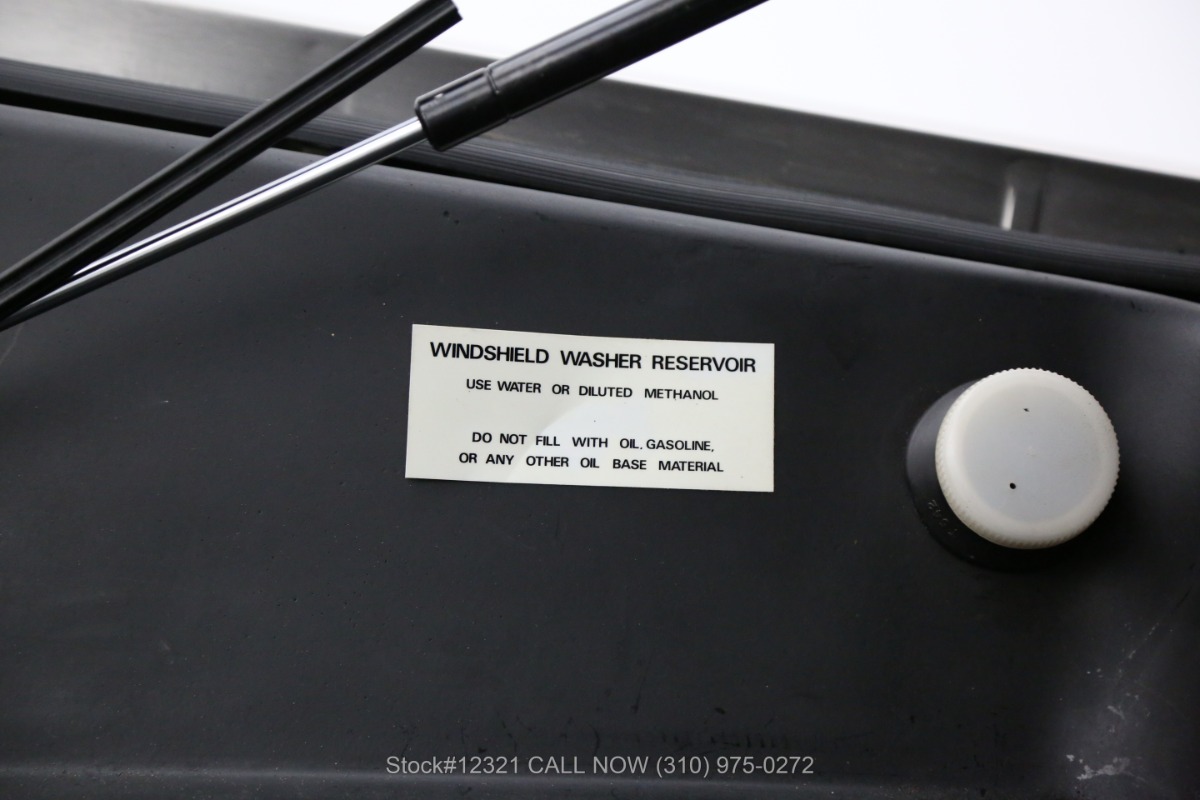 WINDSHIELD WASHER RESERVOIR
USE WATER OR DILUTED METHANOL
DO NOT FILL WITH OIL, GASOLINE,
OR ANY OTHER OIL BASE MATERIAL
Stock#12321 CALL NOW (310) 975-0272